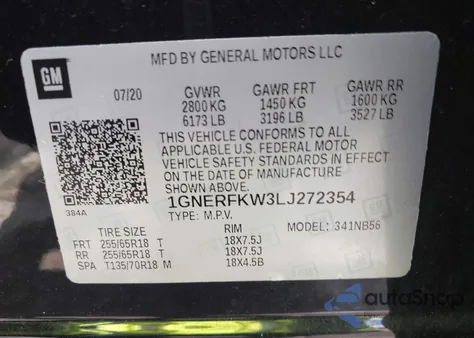 GM
MFD BY GENERAL MOTORS LLC
07/20 GVWR GAWR FRT GAWR RR
2800 KG 1450 KG 1600 KG
6173 LB 3196 LB 3527 LB
THIS VEHICLE CONFORMS TO ALL
APPLICABLE U.S. FEDERAL MOTOR
VEHICLE SAFETY STANDARDS IN EFFECT
ON THE DATE OF MANUFACTURE
SHOWN ABOVE.
384A 1GNERFKW3LJ272354
TYPE: M.P.V.
TIRE SIZE RIM MODEL: 341NB56
FRT 255/65R18 T 18X7.5J
RR 255/65R18 T 18X7.5J
SPA T135/70R18 M 18X4.5B
autoSnap